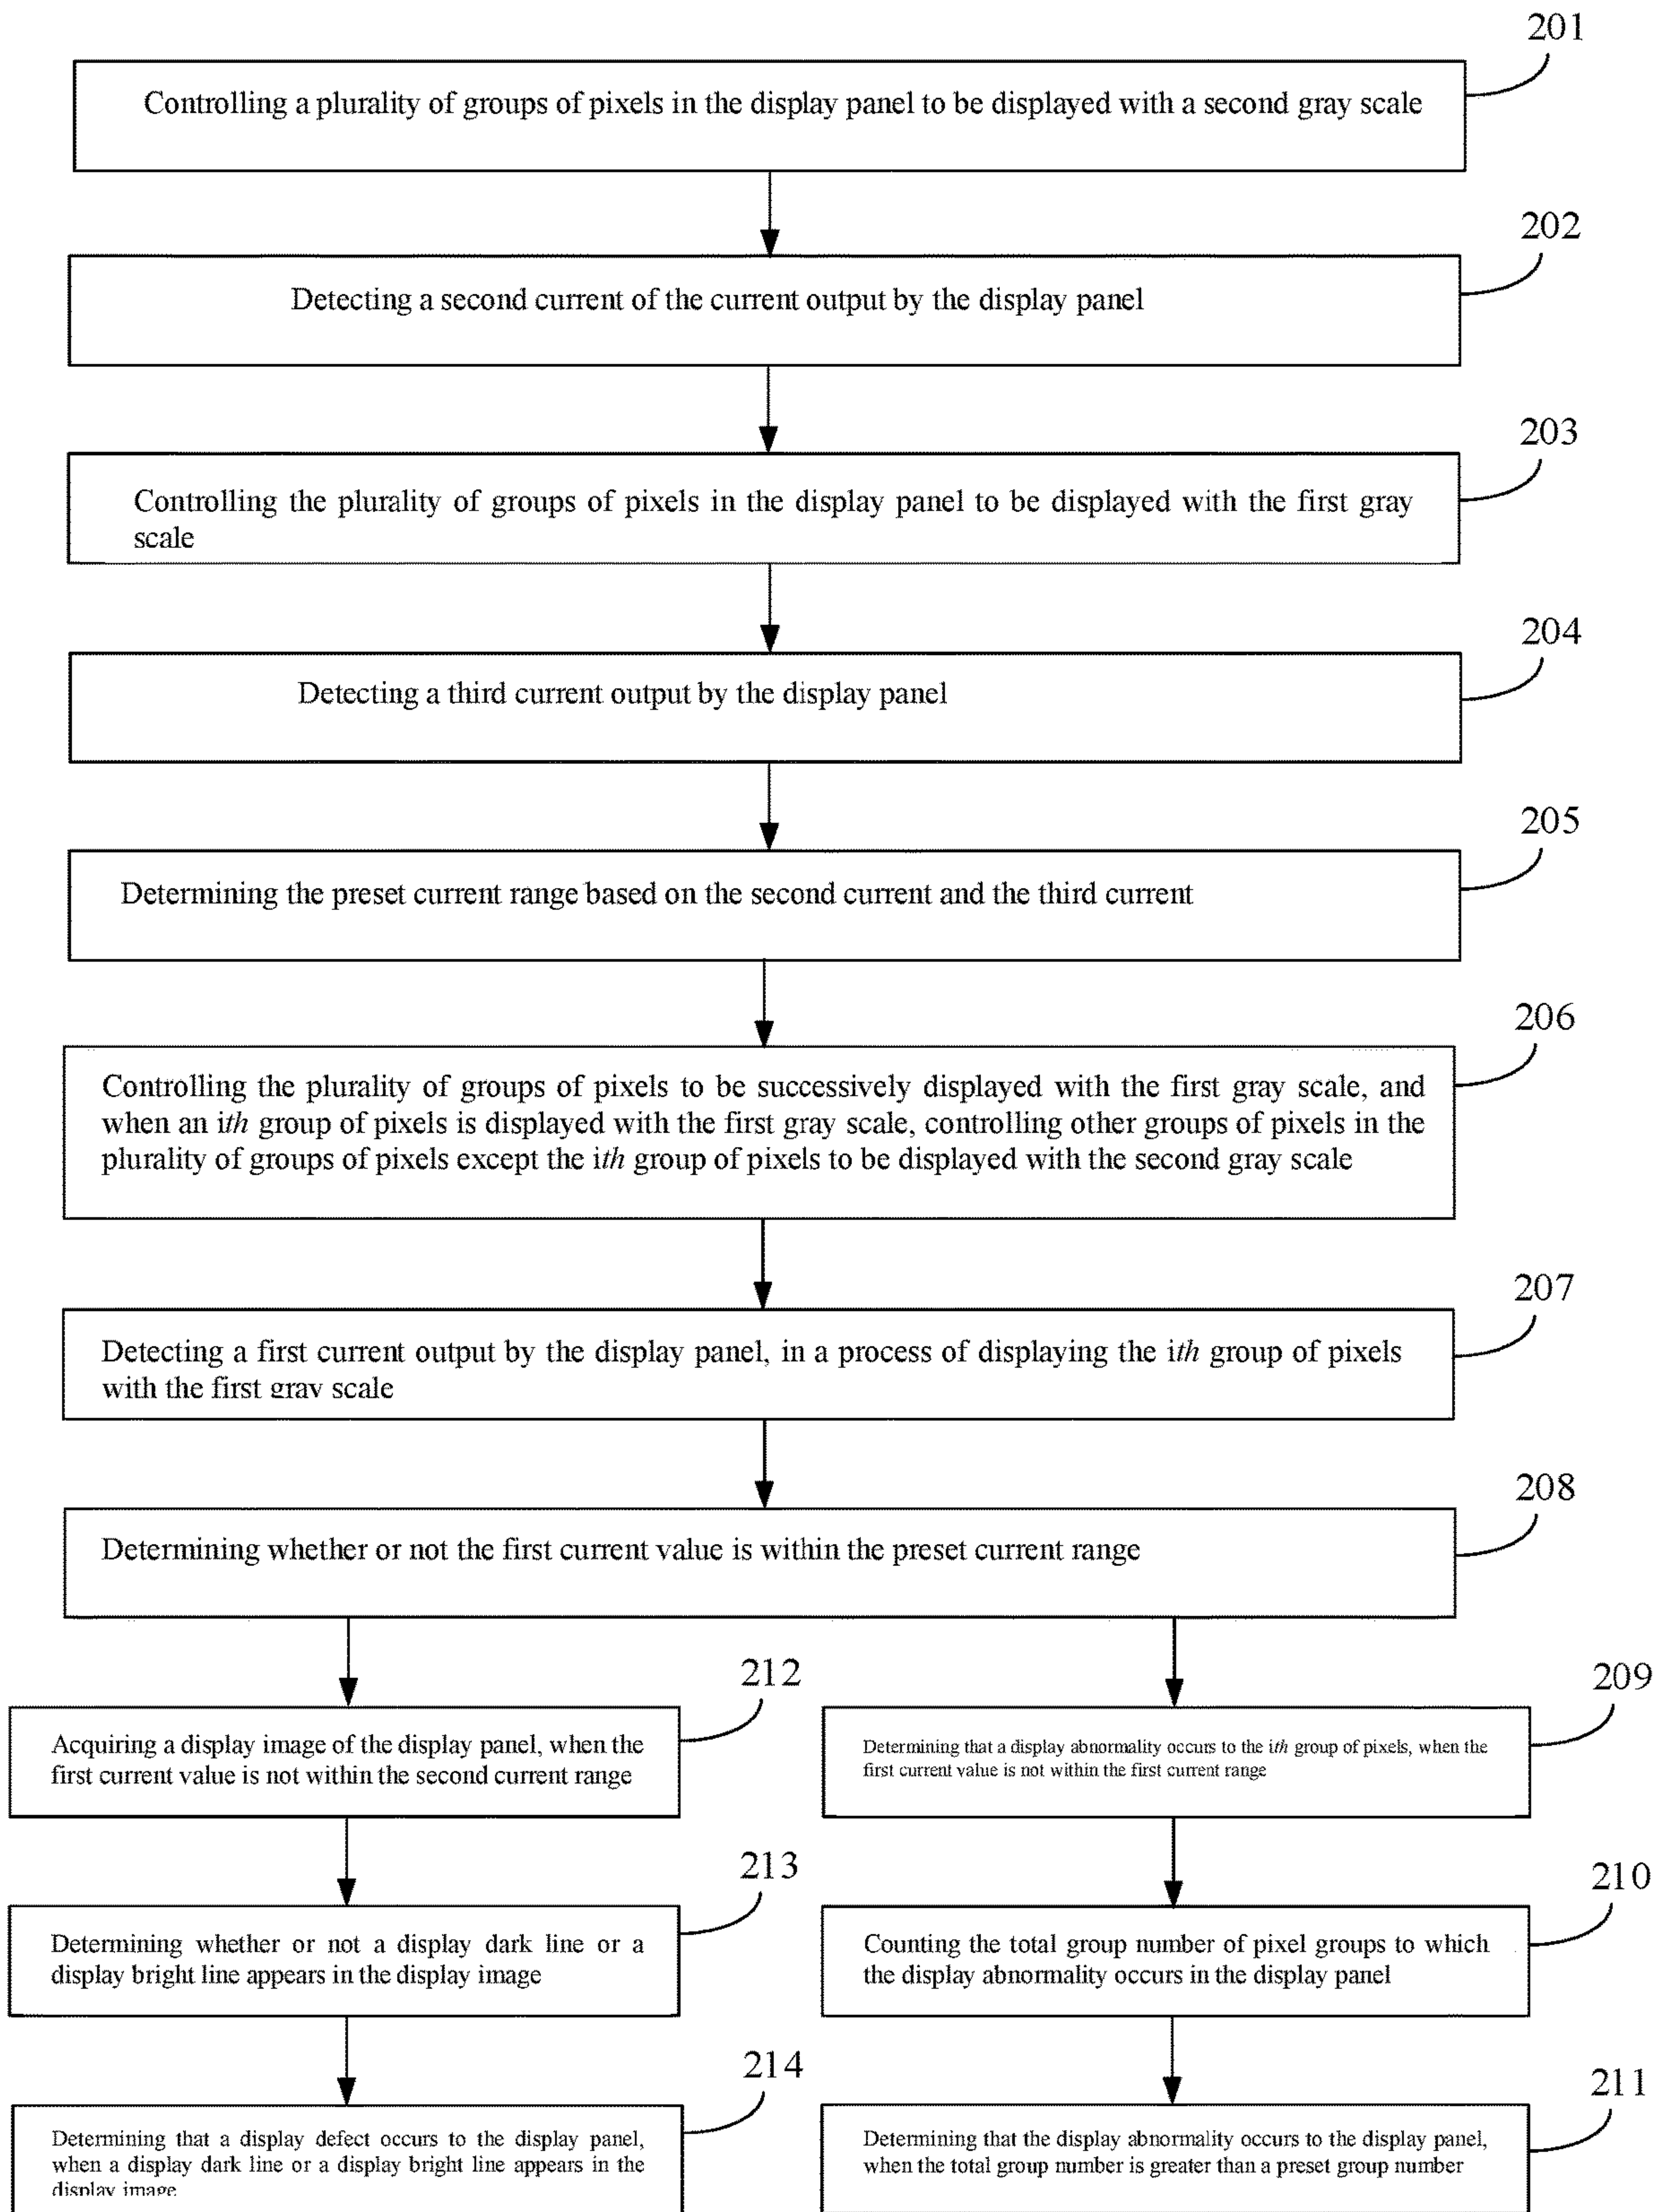 201
Controlling a plurality of groups of pixels in the display panel to be displayed with a second gray scale
202
Detecting a second current of the current output by the display panel
203
Controlling the plurality of groups of pixels in the display panel to be displayed with the first gray
scale
204
Detecting a third current output by the display panel
205
Determining the preset current range based on the second current and the third current
206
Controlling the plurality of groups of pixels to be successively displayed with the first gray scale, and
when an ith group of pixels is displayed with the first gray scale, controlling other groups of pixels in the
plurality of groups of pixels except the ith group of pixels to be displayed with the second gray scale
207
Detecting a first current output by the display panel, in a process of displaying the ith group of pixels
with the first gray scale
208
Determining whether or not the first current value is within the preset current range
212
Acquiring a display image of the display panel, when the
first current value is not within the second current range
209
Determining that a display abnormality occurs to the ith group of pixels, when the
first current value is not within the first current range
213
Determining whether or not a display dark line or a
display bright line appears in the display image
210
Counting the total group number of pixel groups to which
the display abnormality occurs in the display panel
214
Determining that a display defect occurs to the display panel,
when a display dark line or a display bright line appears in the
display image
211
Determining that the display abnormality occurs to the display panel,
when the total group number is greater than a preset group number